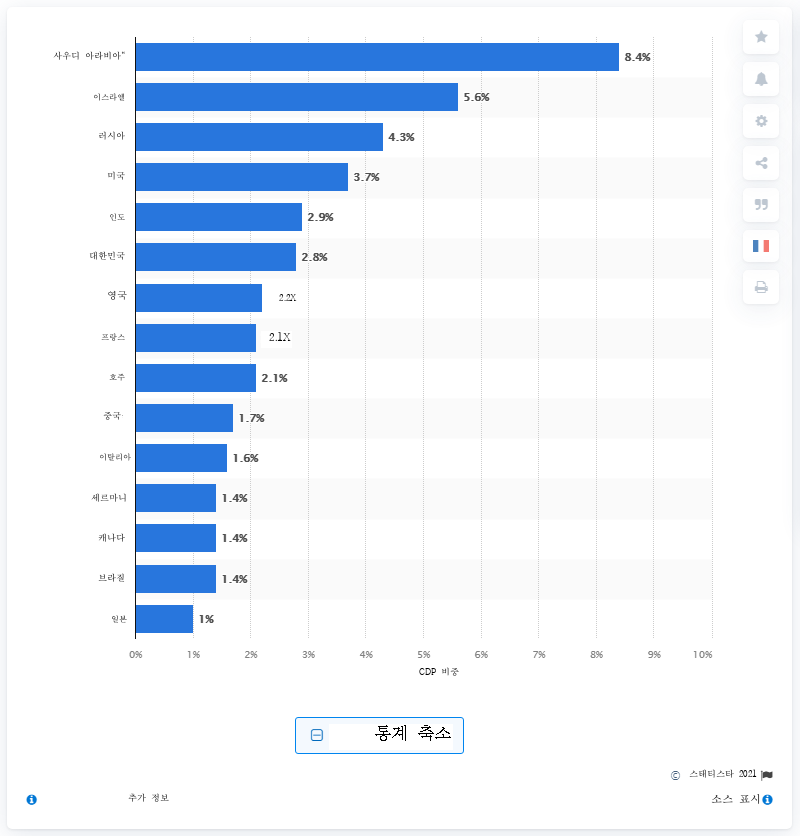 사우디 아라비아" 8.4%
이스라엘 5.6%
러시아 4.3%
미국 3.7%
인도 2.9%
대한민국 2.8%
영국 2.2X
프랑스 2.1X
호주 2.1%
중국· 1.7%
이탈리아 1.6%
세르마니 1.4%
캐나다 1.4%
브라질 1.4%
일본 1%
0% 1% 2% 3% 4% 5% 6% 7% 8% 9% 10%
CDP 비중
통계 축소
© 스태티스타 2021
추가 정보 소스 표시